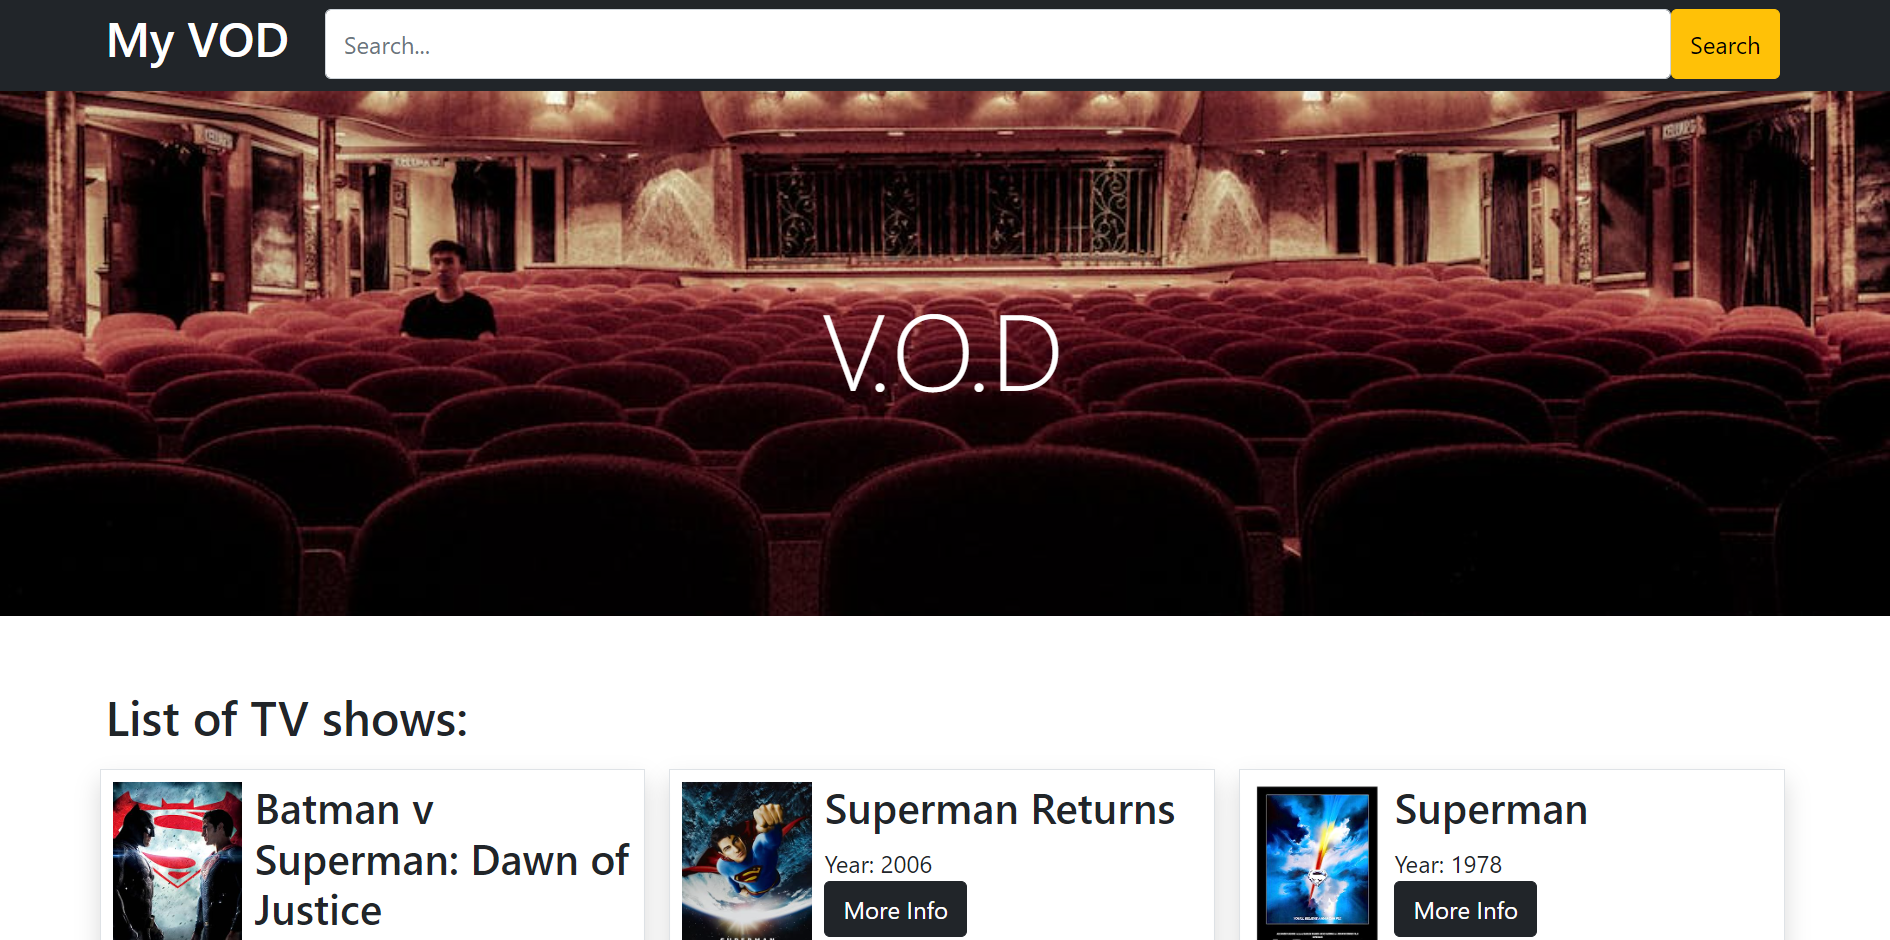 My VOD
Search...
Search
V.O.D
List of TV shows:
Batman v
Superman: Dawn of
Justice
Superman Returns
Year: 2006
More Info
Superman
Year: 1978
More Info